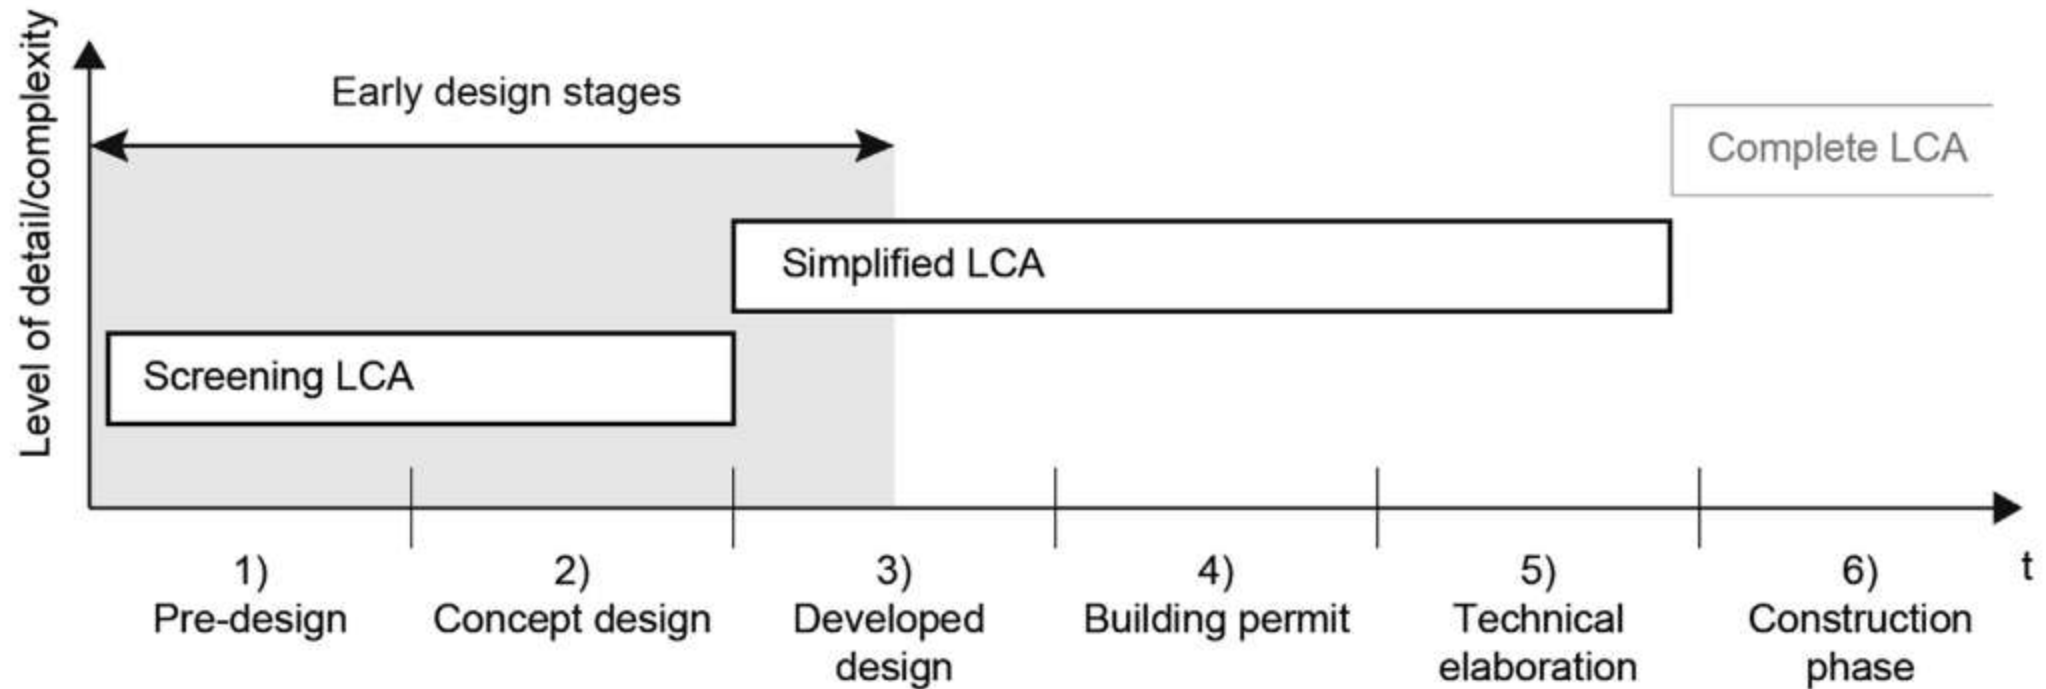 Level of detail/complexity
Early design stages
Complete LCA
Simplified LCA
Screening LCA
1)
Pre-design
2)
Concept design
3)
Developed
design
4)
Building permit
5)
Technical
elaboration
6)
Construction
phase
t